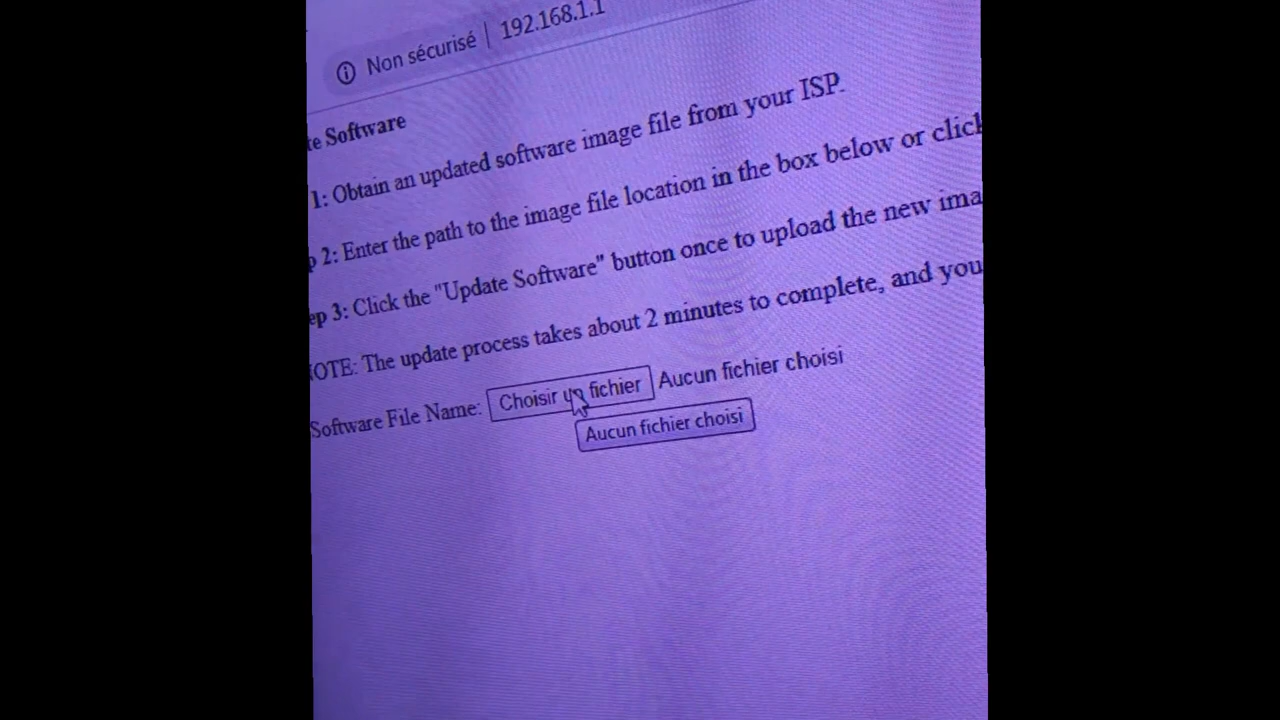 Non sécurisé | 192.168.1.1
te Software
1: Obtain an updated software image file from your ISP.
p 2: Enter the path to the image file location in the box below or click
ep 3: Click the "Update Software" button once to upload the new ima
NOTE: The update process takes about 2 minutes to complete, and you
Software File Name: Choisir un fichier Aucun fichier choisi
Aucun fichier choisi